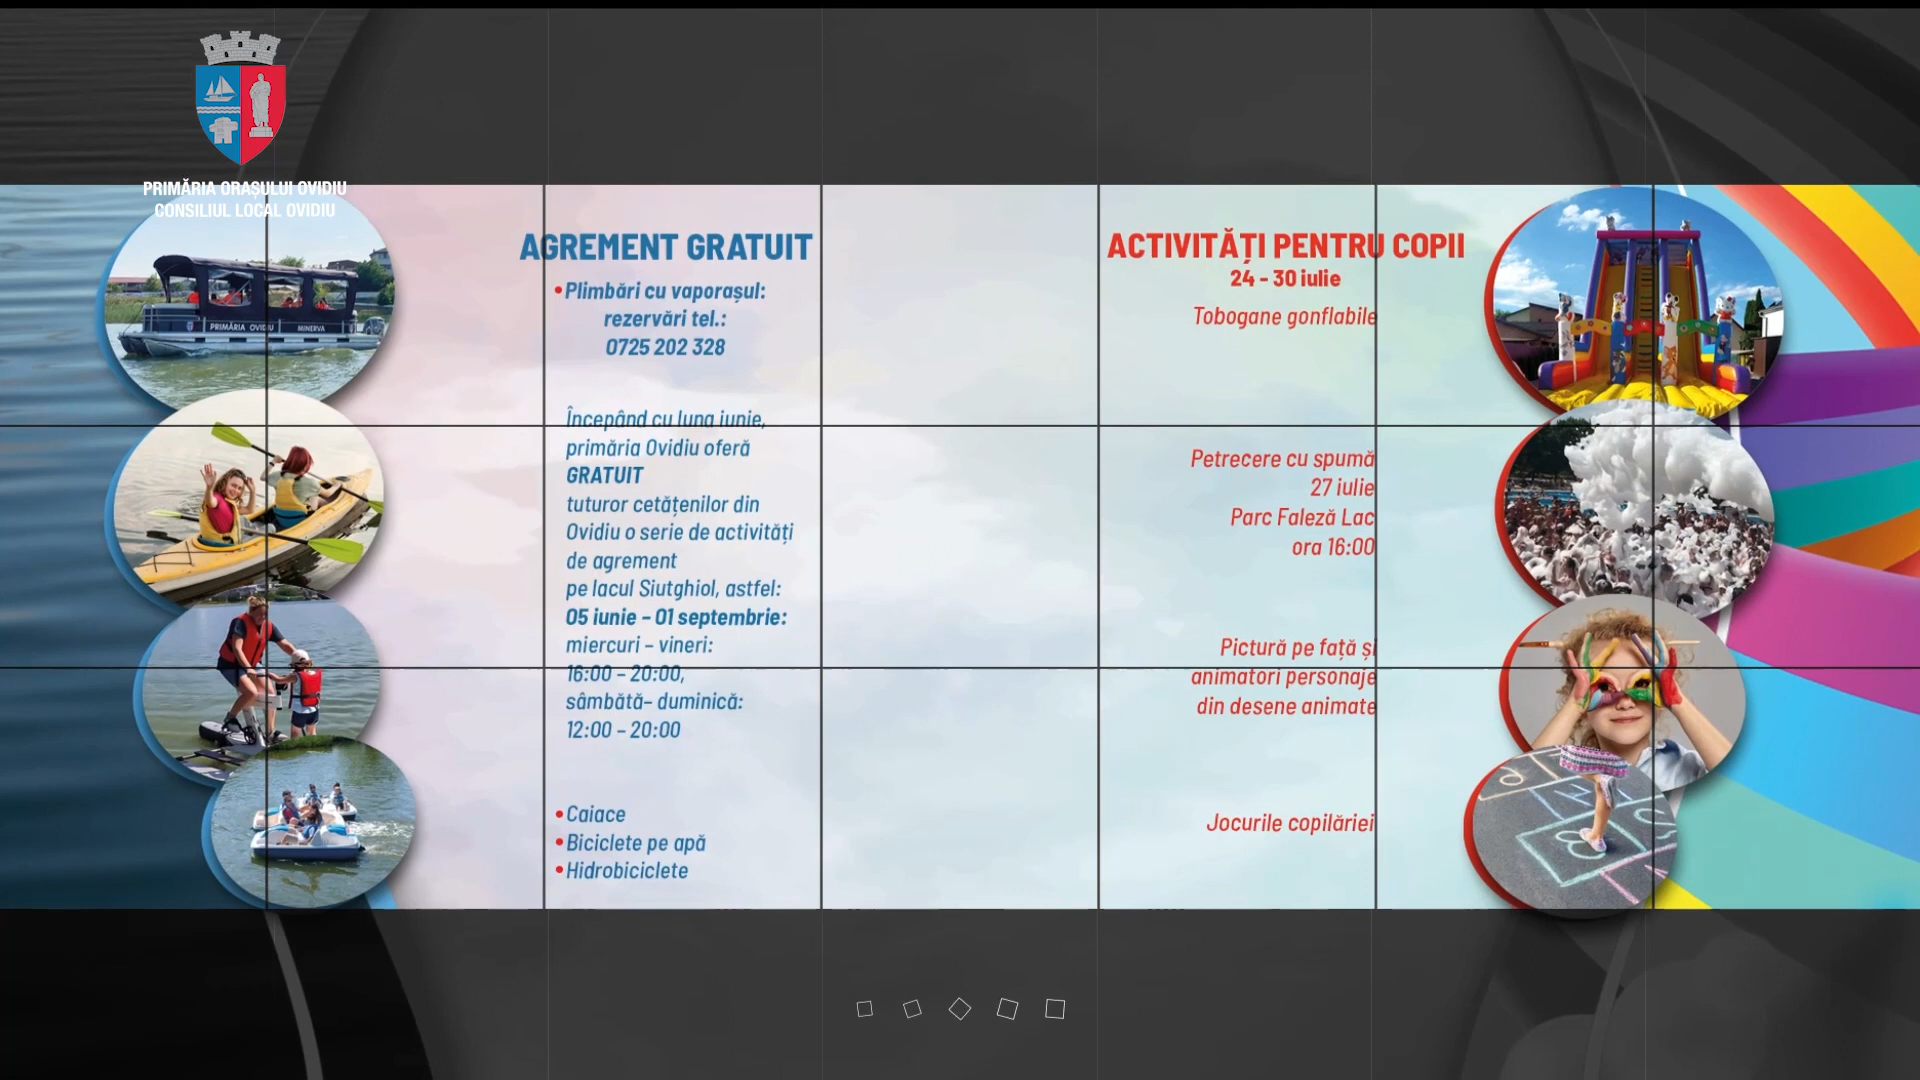 PRIMĂRIA ORAȘULUI OVIDIU
CONSILIUL LOCAL OVIDIU
AGREMENT GRATUIT
• Plimbări cu vaporașul:
rezervări tel.:
0725 202 328
Începând cu luna iunie,
primăria Ovidiu oferă
GRATUIT
tuturor cetățenilor din
Ovidiu o serie de activități
de agrement
pe lacul Siutghiol, astfel:
05 iunie – 01 septembrie:
miercuri – vineri:
16:00 – 20:00,
sâmbătă– duminică:
12:00 – 20:00
• Caiace
• Biciclete pe apă
• Hidrobiciclete
ACTIVITĂȚI PENTRU COPII
24 - 30 iulie
Tobogane gonflabile
Petrecere cu spumă
27 iulie
Parc Faleză Lac
ora 16:00
Pictură pe față și
animatori personaje
din desene animate
Jocurile copilăriei
PRIMĂRIA OVIDIU
MINERVA
8